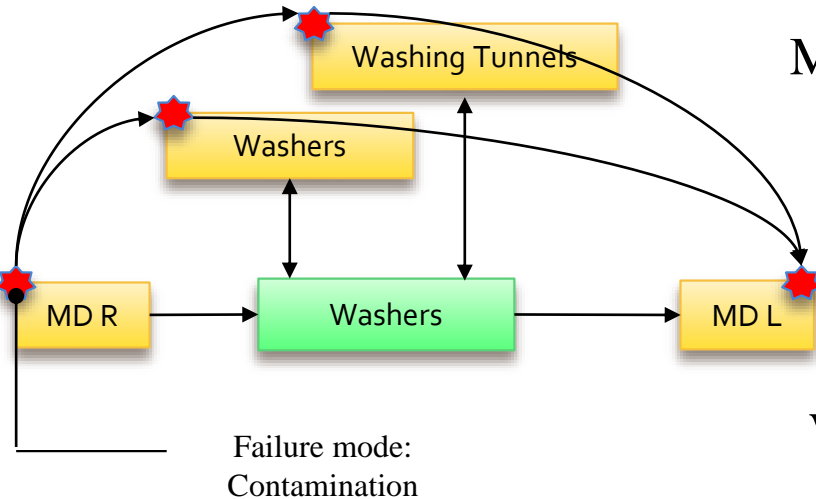 Washing Tunnels
M
Washers
MD R
Washers
MD L
Failure mode:
Contamination